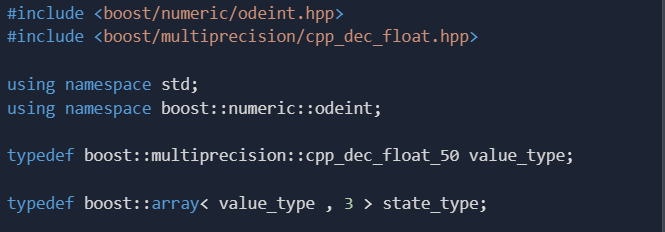 #include <boost/numeric/odeint.hpp>
#include <boost/multiprecision/cpp_dec_float.hpp>
using namespace std;
using namespace boost::numeric::odeint;
typedef boost::multiprecision::cpp_dec_float_50 value_type;
typedef boost::array< value_type , 3 > state_type;